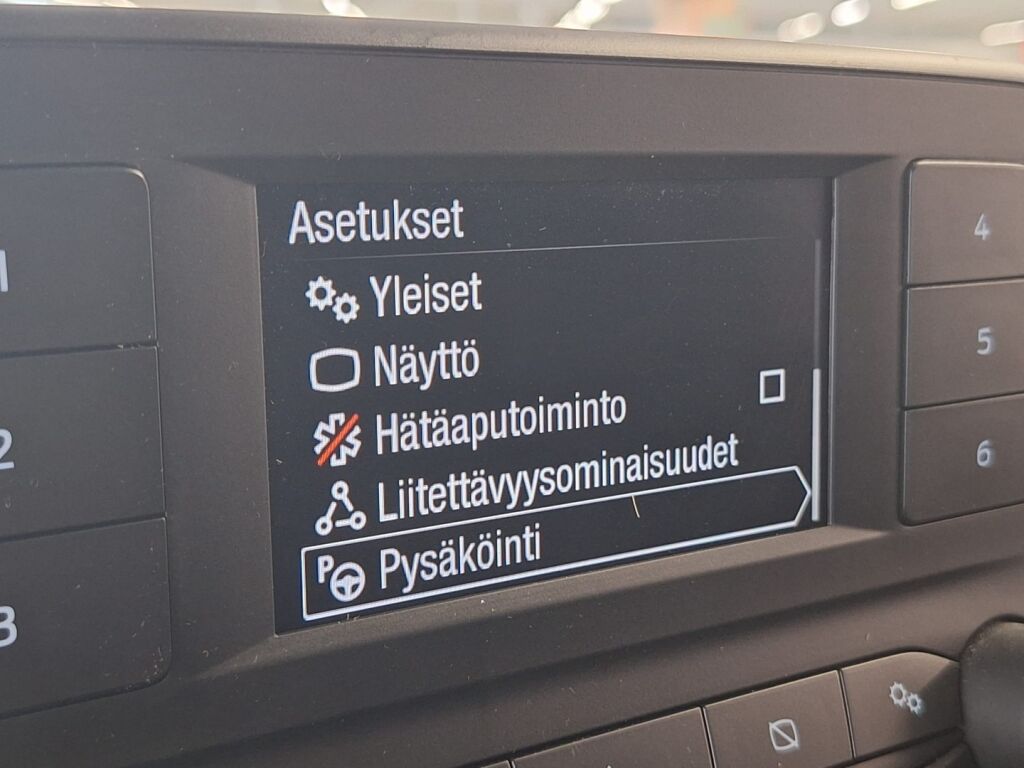 Asetukset
Yleiset
Näyttö
Hätäaputoiminto
Liitettävyysominaisuudet
P Pysäköinti
1
2
3
4
5
6